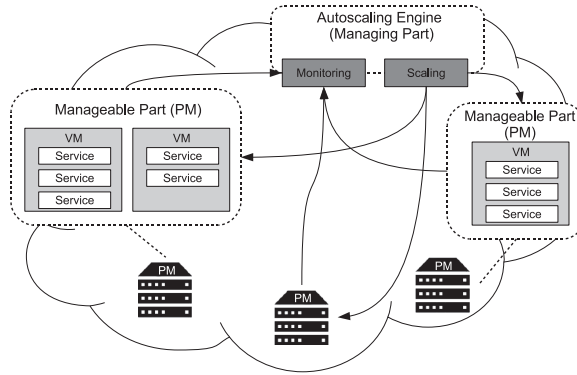 Autoscaling Engine
(Managing Part)
Monitoring
Scaling
Manageable Part (PM)
VM
Service
Service
Service
VM
Service
Service
Manageable Part
(PM)
VM
Service
Service
Service
PM
PM
PM